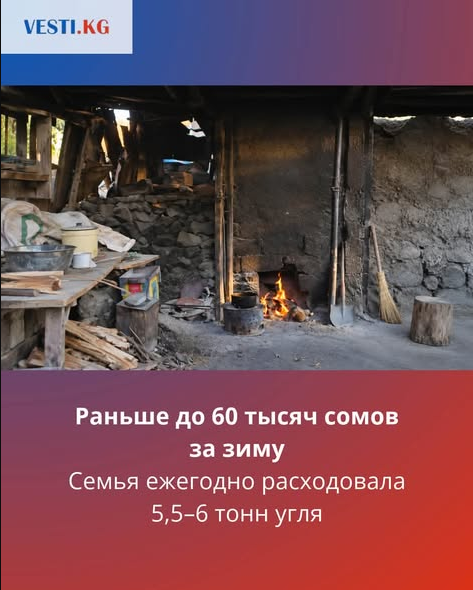 VESTI.KG
Раньше до 60 тысяч сомов
за зиму
Семья ежегодно расходовала
5,5–6 тонн угля